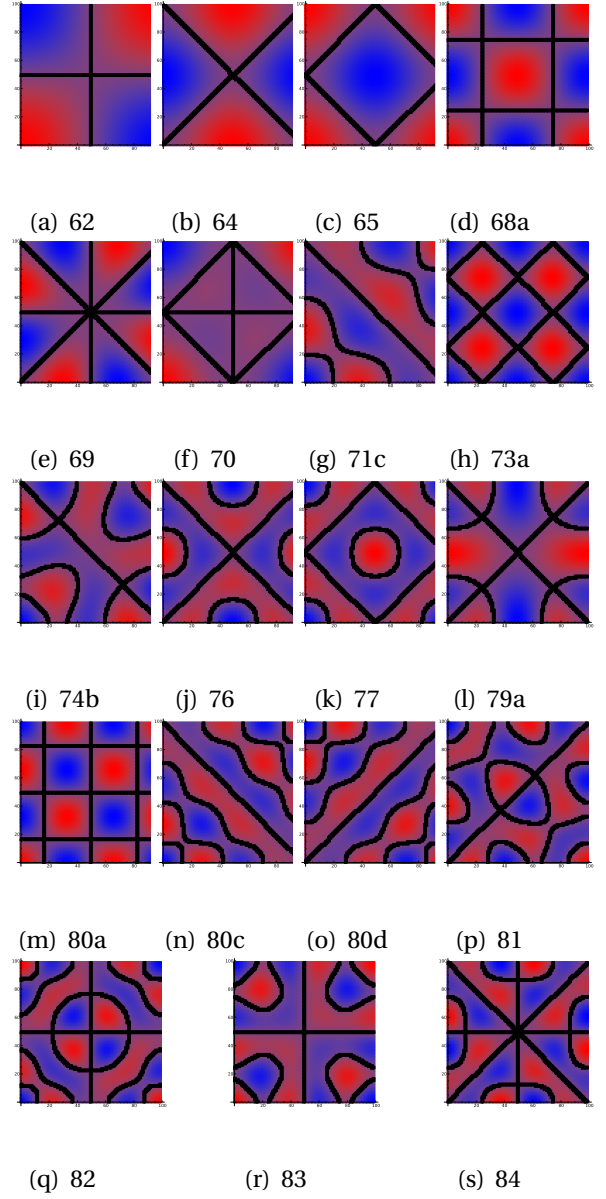 (a) 62 (b) 64 (c) 65 (d) 68a
(e) 69 (f) 70 (g) 71c (h) 73a
(i) 74b (j) 76 (k) 77 (l) 79a
(m) 80a (n) 80c (o) 80d (p) 81
(q) 82 (r) 83 (s) 84